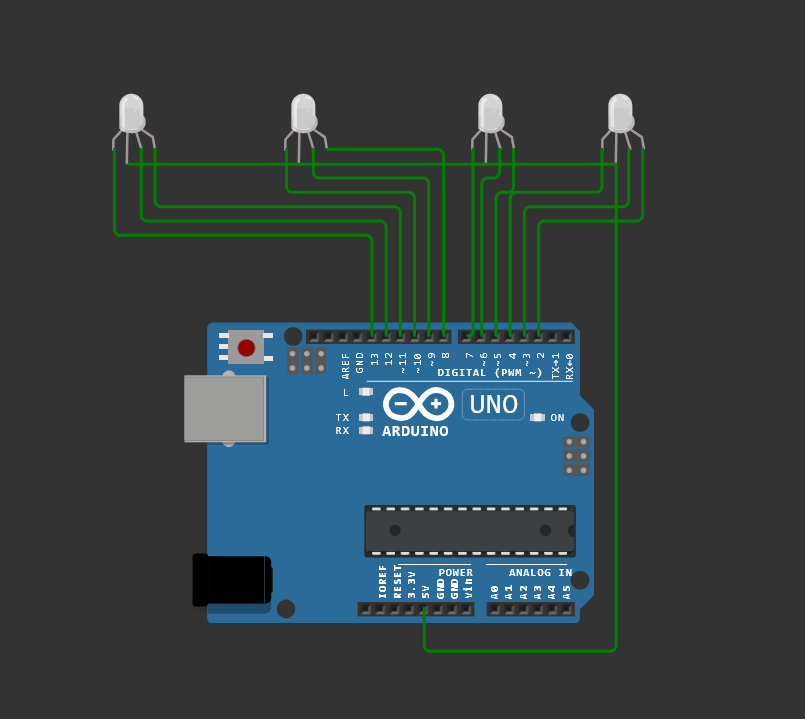 AREF
GND
13
12
~11
~10
~9
8
7
~6
~5
4
~3
2
TX→1
RX←0
DIGITAL (PWM ~)
L
TX
RX
ARDUINO
UNO
ON
POWER
ANALOG IN
IOREF
RESET
3.3V
5V
GND
GND
Vin
A0
A1
A2
A3
A4
A5